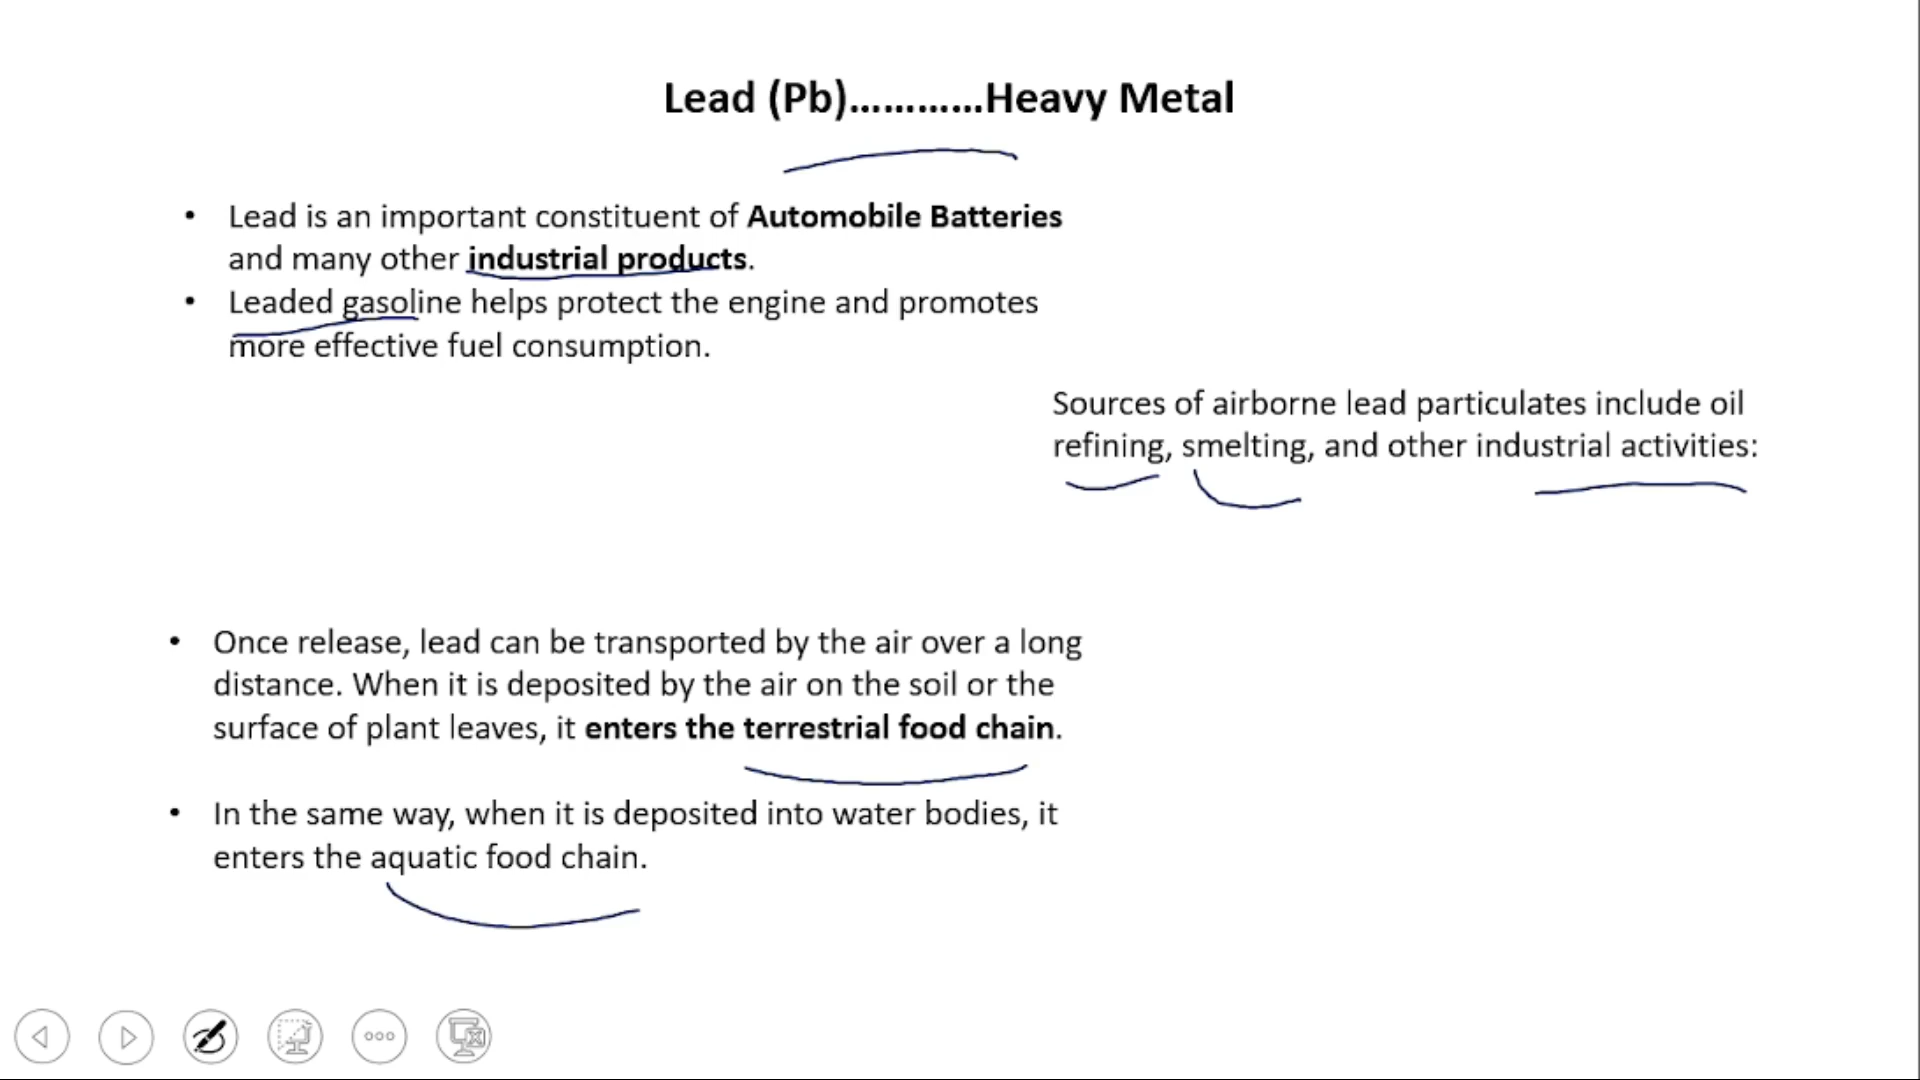 Lead (Pb)…………Heavy Metal
• Lead is an important constituent of Automobile Batteries
and many other industrial products.
• Leaded gasoline helps protect the engine and promotes
more effective fuel consumption.
Sources of airborne lead particulates include oil
refining, smelting, and other industrial activities:
• Once release, lead can be transported by the air over a long
distance. When it is deposited by the air on the soil or the
surface of plant leaves, it enters the terrestrial food chain.
• In the same way, when it is deposited into water bodies, it
enters the aquatic food chain.